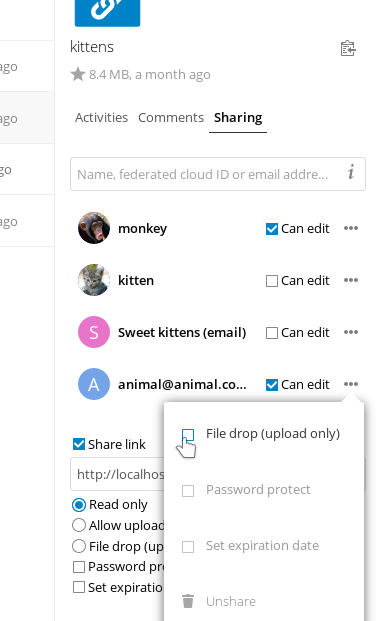 kittens
ago
8.4 MB, a month ago
ago
Activities Comments Sharing
go
Name, federated cloud ID or email addre...
ago
monkey Can edit
kitten Can edit
S Sweet kittens (email) Can edit
A animal@animal.co... Can edit
File drop (upload only)
Share link
http://localhos
Password protect
Read only
Allow upload
File drop (up
Set expiration date
Password pro
Set expiratio
Unshare